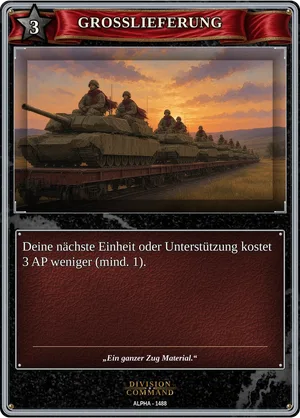 3
GROSSLIEFERUNG
Deine nächste Einheit oder Unterstützung kostet
3 AP weniger (mind. 1).
„Ein ganzer Zug Material.“
DIVISION
COMMAND
ALPHA - 1488